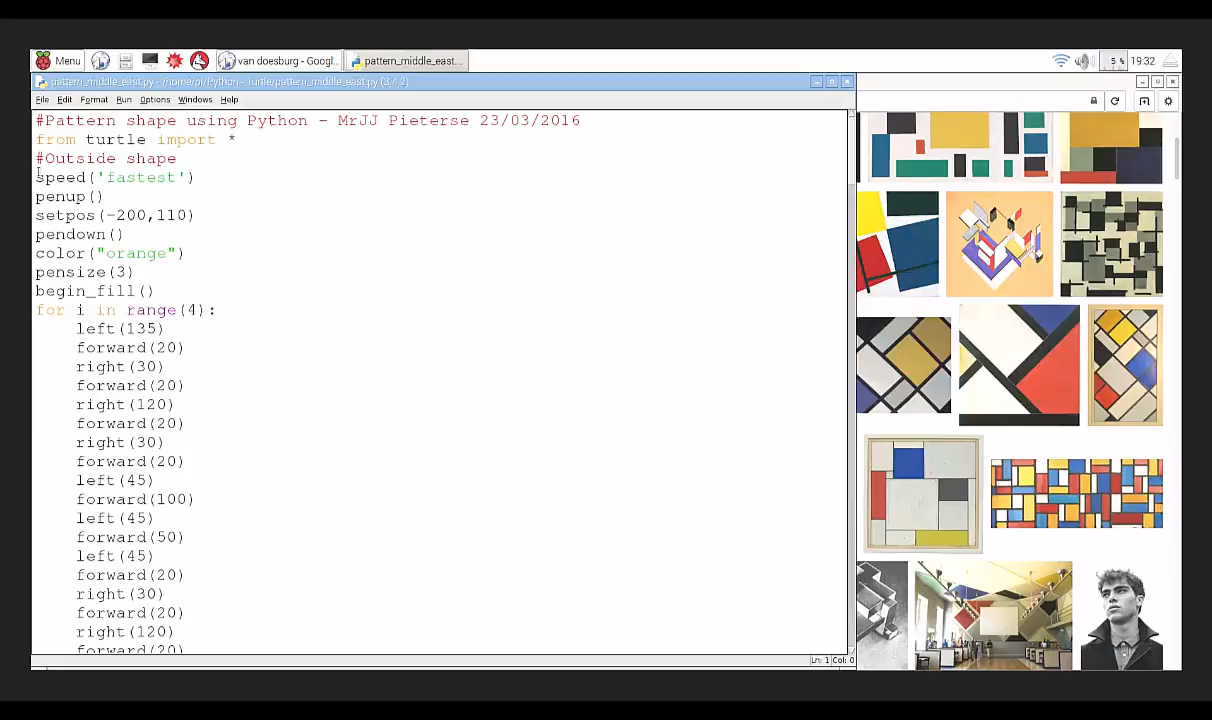 Menu
van doesburg - Googl...
pattern_middle_east....
5 %
19:32
pattern_middle_east.py - /home/pi/Python - Turtle/pattern_middle_east.py (3.4.2)
File Edit Format Run Options Windows Help
#Pattern shape using Python - MrJJ Pieterse 23/03/2016
from turtle import *
#Outside shape
speed('fastest')
penup()
setpos(-200,110)
pendown()
color("orange")
pensize(3)
begin_fill()
for i in range(4):
    left(135)
    forward(20)
    right(30)
    forward(20)
    right(120)
    forward(20)
    right(30)
    forward(20)
    left(45)
    forward(100)
    left(45)
    forward(50)
    left(45)
    forward(20)
    right(30)
    forward(20)
    right(120)
    forward(20)
Ln: 1 Col: 0